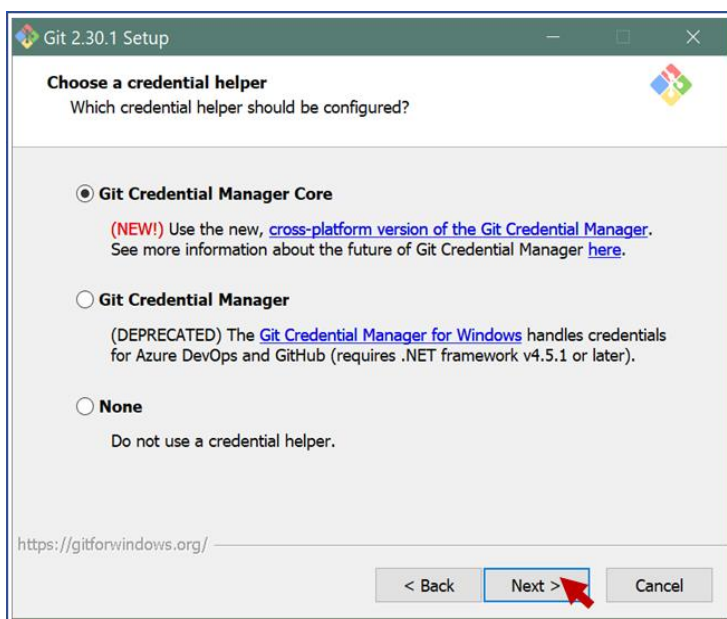 Git 2.30.1 Setup
Choose a credential helper
Which credential helper should be configured?
Git Credential Manager Core
(NEW!) Use the new, cross-platform version of the Git Credential Manager.
See more information about the future of Git Credential Manager here.
Git Credential Manager
(DEPRECATED) The Git Credential Manager for Windows handles credentials
for Azure DevOps and GitHub (requires .NET framework v4.5.1 or later).
None
Do not use a credential helper.
https://gitforwindows.org/
< Back Next > Cancel